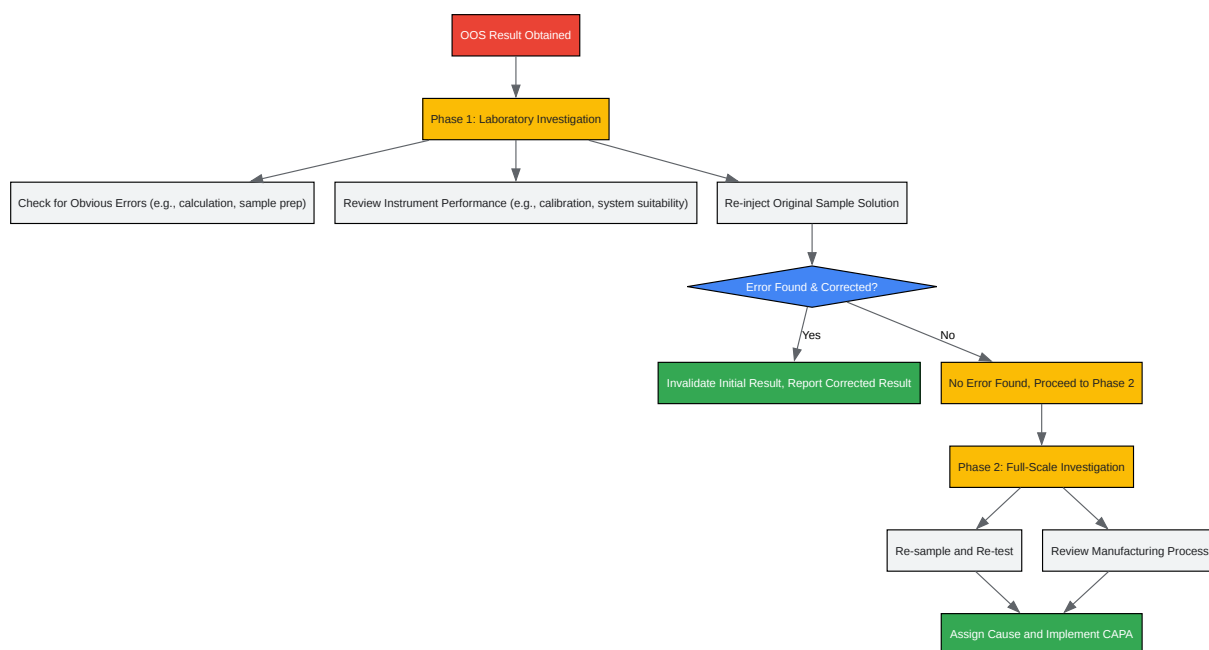 OOS Result Obtained
Phase 1: Laboratory Investigation
Check for Obvious Errors (e.g., calculation, sample prep)
Review Instrument Performance (e.g., calibration, system suitability)
Re-inject Original Sample Solution
Error Found & Corrected?
Yes
No
Invalidate Initial Result, Report Corrected Result
No Error Found, Proceed to Phase 2
Phase 2: Full-Scale Investigation
Re-sample and Re-test
Review Manufacturing Process
Assign Cause and Implement CAPA